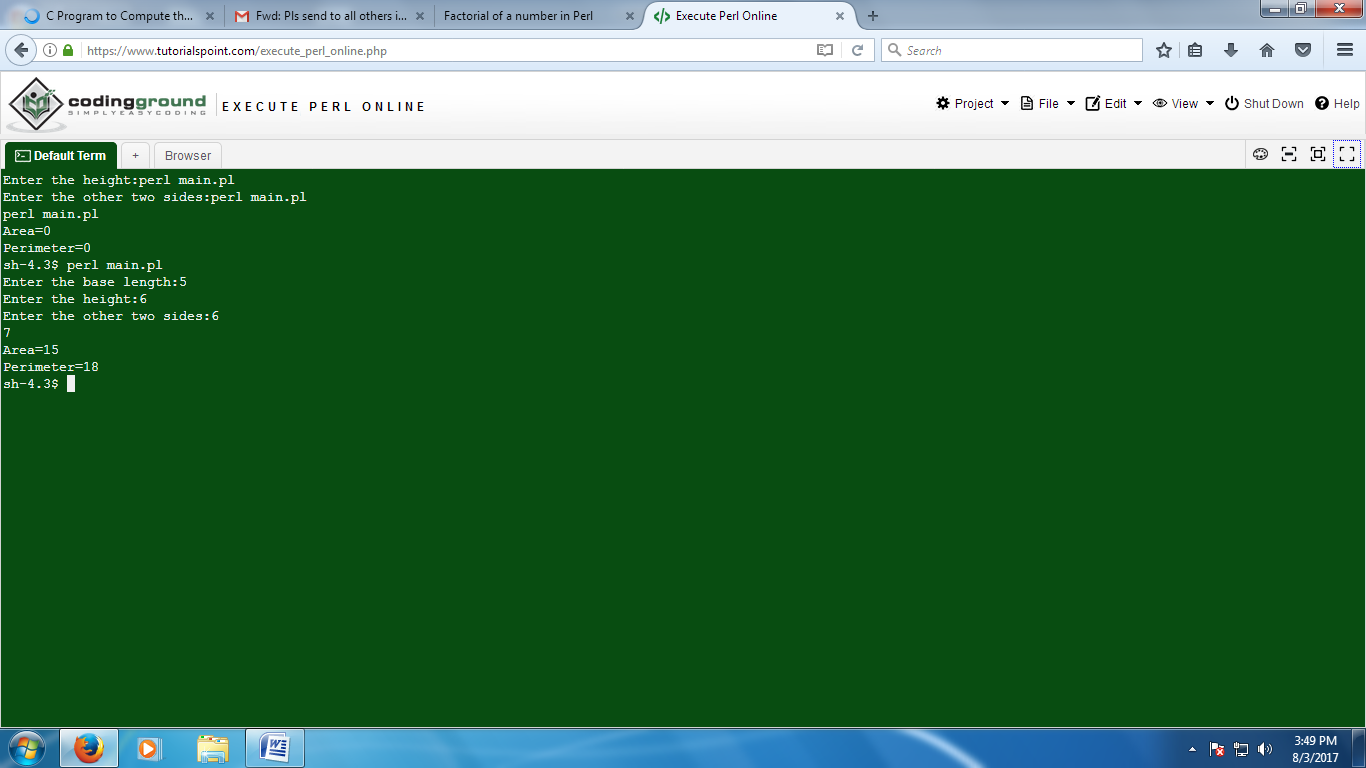 C Program to Compute th...
Fwd: Pls send to all others i...
Factorial of a number in Perl
Execute Perl Online
https://www.tutorialspoint.com/execute_perl_online.php
Search
codingground
SIMPLYEASYCODING
EXECUTE PERL ONLINE
Project
File
Edit
View
Shut Down
Help
Default Term
+
Browser
Enter the height:perl main.pl
Enter the other two sides:perl main.pl
perl main.pl
Area=0
Perimeter=0
sh-4.3$ perl main.pl
Enter the base length:5
Enter the height:6
Enter the other two sides:6
7
Area=15
Perimeter=18
sh-4.3$
3:49 PM
8/3/2017